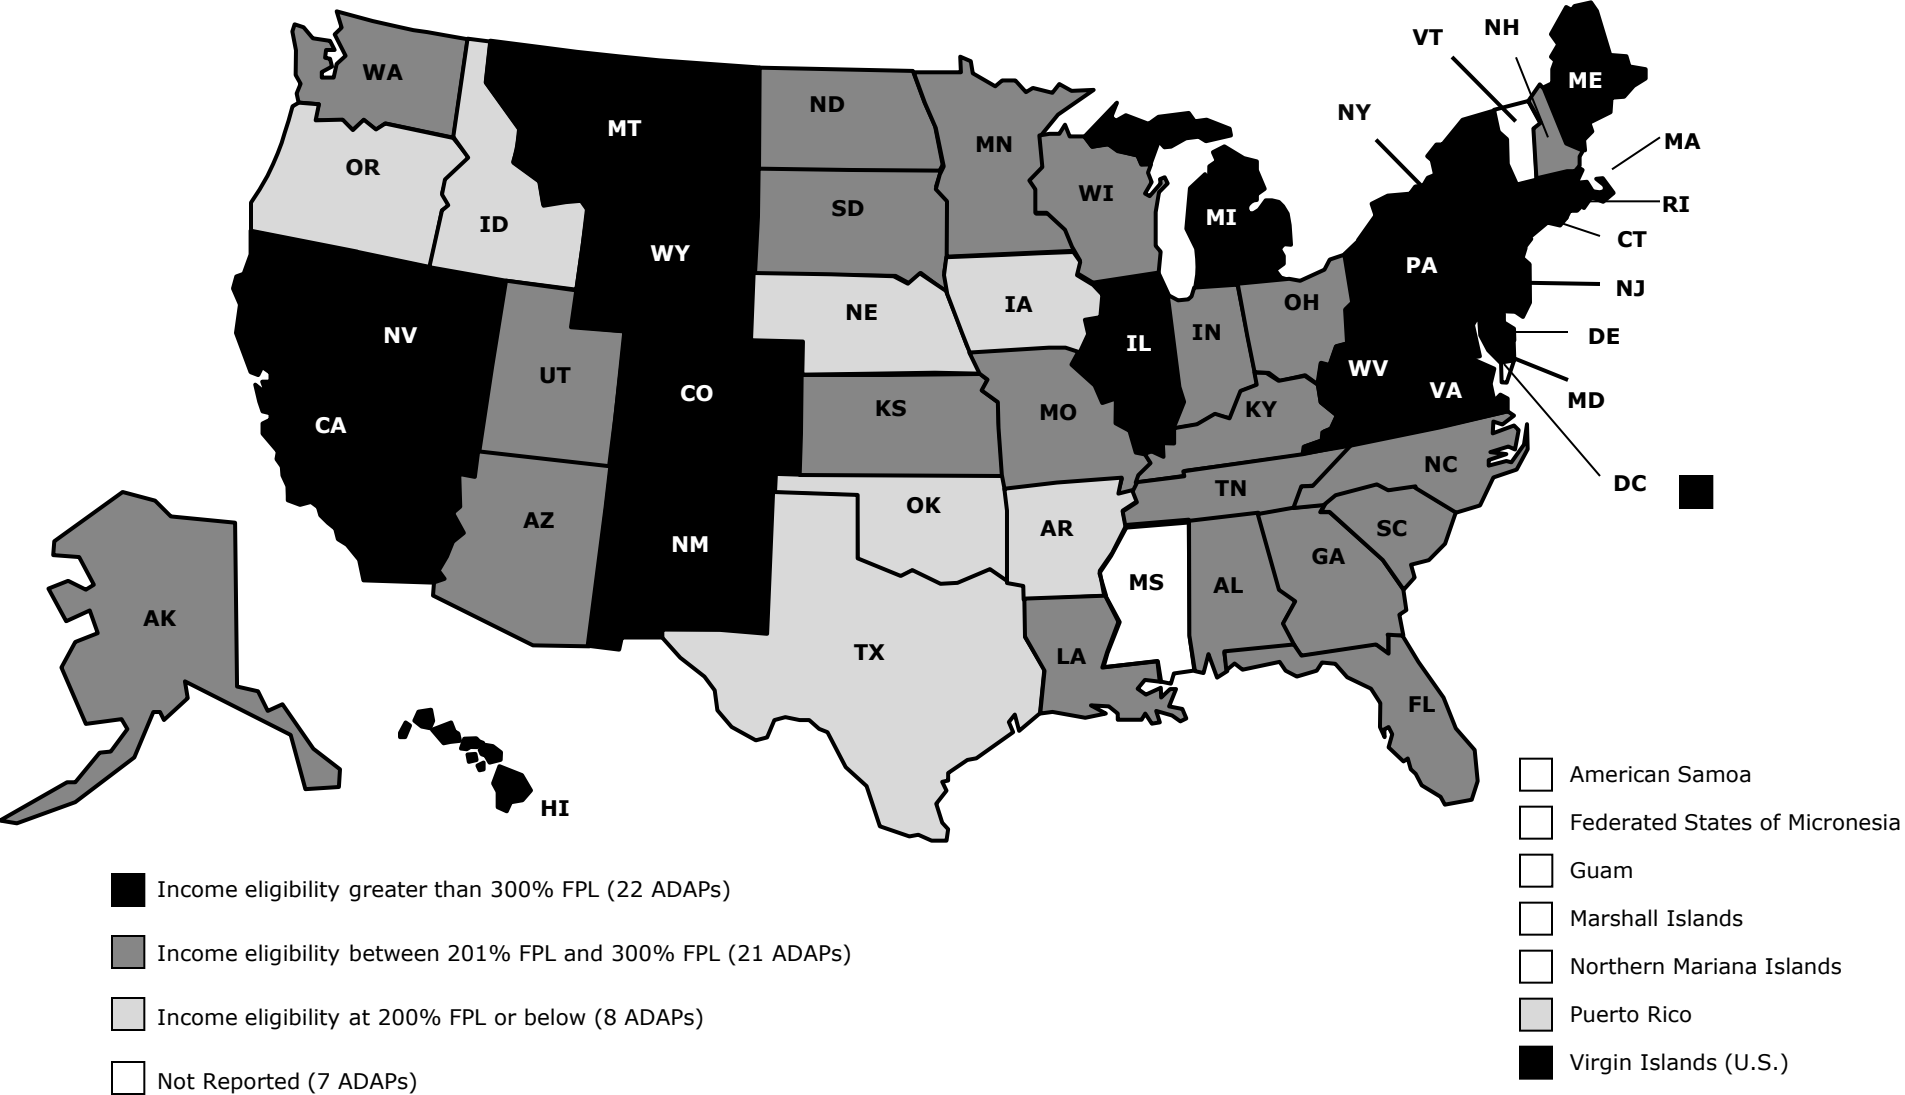 NH
VT
WA
ME
ND
NY
MT
MN
MA
OR
WI
RI
SD
MI
ID
CT
WY
PA
NJ
OH
IA
NE
IN
NV
IL
DE
WV
UT
VA
CO
MD
KS
KY
MO
CA
NC
DC
TN
OK
AZ
AR
SC
NM
GA
MS
AL
AK
TX
LA
FL
HI
American Samoa
Federated States of Micronesia
Guam
Marshall Islands
Northern Mariana Islands
Puerto Rico
Virgin Islands (U.S.)
Income eligibility greater than 300% FPL (22 ADAPs)
Income eligibility between 201% FPL and 300% FPL (21 ADAPs)
Income eligibility at 200% FPL or below (8 ADAPs)
Not Reported (7 ADAPs)